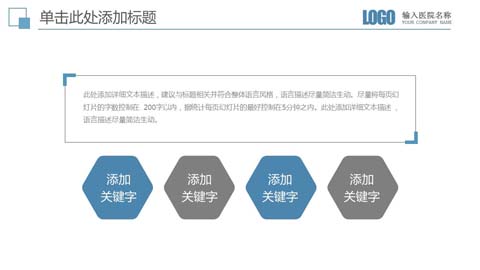 单击此处添加标题
LOGO
输入医院名称
YOUR COMPANY NAME
此处添加详细文本描述，建议与标题相关并符合整体语言风格，语言描述尽量简洁生动。尽量将每页幻
灯片的字数控制在 200字以内，据统计每页幻灯片的最好控制在5分钟之内。此处添加详细文本描述，
语言描述尽量简洁生动。
添加
关键字
添加
关键字
添加
关键字
添加
关键字